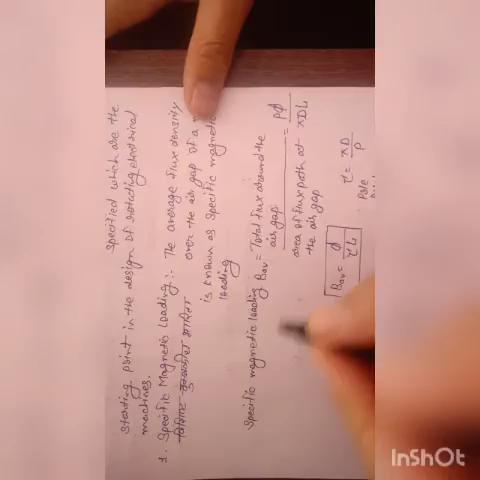 specified which are the
starting point in the design of rotating electrical
machines.
1. Specific Magnetic Loading :- The average flux density
विशिष्ट चुम्बकीय भारिता over the air gap of a
is known as specific magnetic
loading
Specific magnetic loading Bav = Total flux around the air gap / area of flux path at the air gap = pϕ / πDL
τ = πD / P
Bav = ϕ / τL
Pole
InShOt